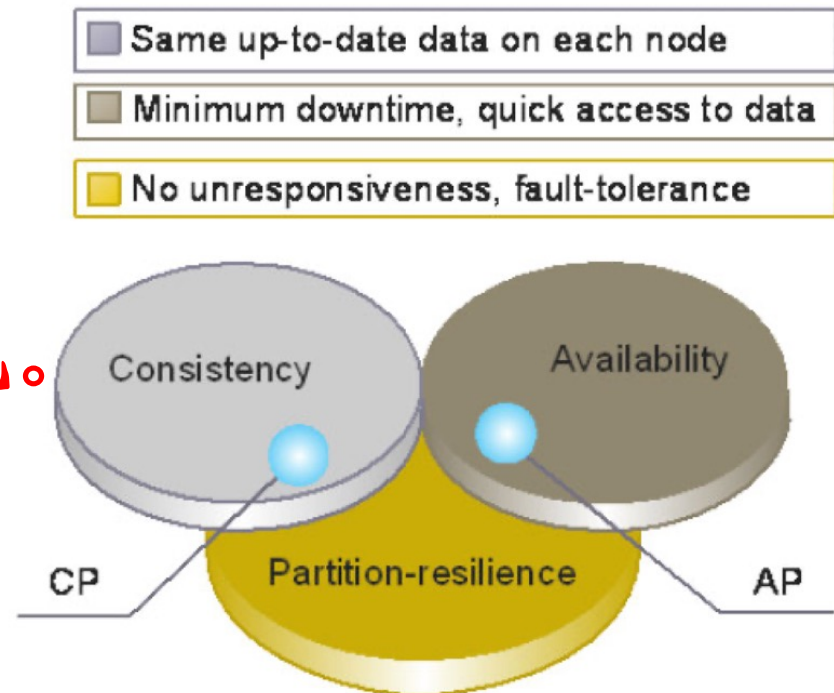 Same up-to-date data on each node
Minimum downtime, quick access to data
No unresponsiveness, fault-tolerance
Consistency
Availability
Partition-resilience
CP
AP